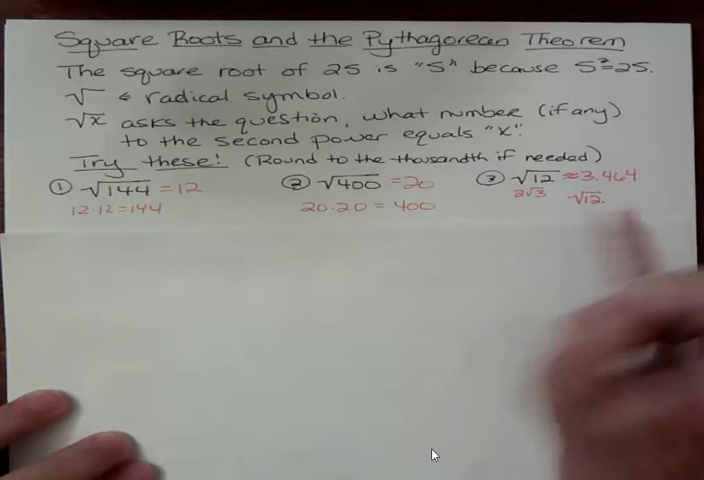 Square Roots and the Pythagorean Theorem
The square root of 25 is "5" because 5²=25.
√ ← radical symbol.
√x asks the question, what number (if any)
to the second power equals "x".
Try these! (Round to the thousandth if needed)
① √144 = 12 ② √400 = 20 ③ √12 ≈ 3.464
12·12 = 144 20·20 = 400 2√3 √12.